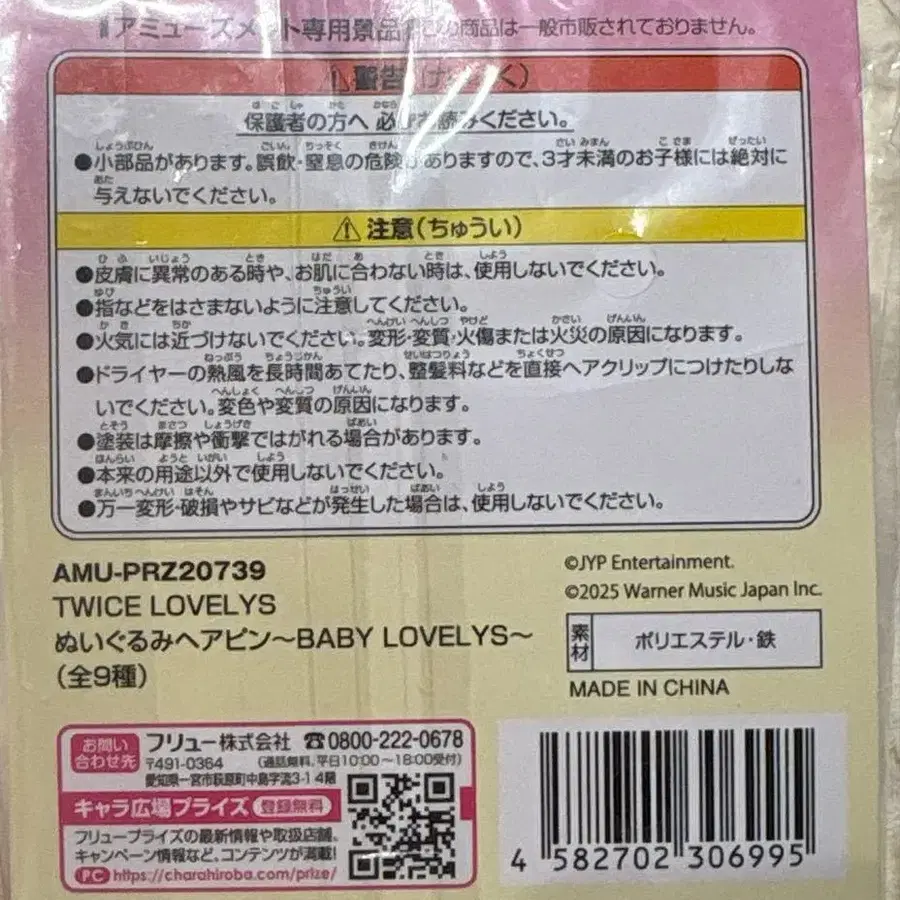 アミューズメント専用景品 この商品は一般市販されておりません。
⚠警告(けいこく)
保護者の方へ 必ずお読みください。
●小部品があります。誤飲・窒息の危険がありますので、3才未満のお子様には絶対に
与えないでください。
⚠注意(ちゅうい)
●皮膚に異常のある時や、お肌に合わない時は、使用しないでください。
●指などをはさまないように注意してください。
●火気には近づけないでください。変形・変質・火傷または火災の原因になります。
●ドライヤーの熱風を長時間あてたり、整髪料などを直接ヘアクリップにつけたりしな
いでください。変色や変質の原因になります。
●塗装は摩擦や衝撃ではがれる場合があります。
●本来の用途以外で使用しないでください。
●万一変形・破損やサビなどが発生した場合は、使用しないでください。
AMU-PRZ20739
TWICE LOVELYS
ぬいぐるみヘアピン～BABY LOVELYS～
(全9種)
©JYP Entertainment.
©2025 Warner Music Japan Inc.
素材 ポリエステル・鉄
MADE IN CHINA
お問い合わせ先 フリュー株式会社 ☎0800-222-0678
〒491-0364 (通話無料、平日10:00～18:00受付)
愛知県一宮市萩原町中島字流3-1 4階
キャラ広場プライズ 登録無料
フリュープライズの最新情報や取扱店舗、
キャンペーン情報など、コンテンツが満載!
PC https://charahiroba.com/prize/
4 582702 306995